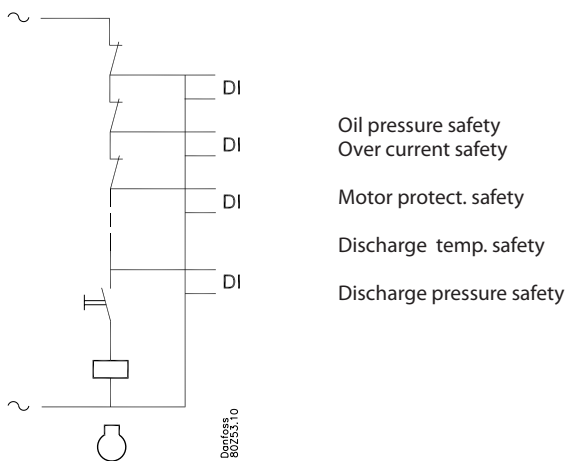 DI
DI
Oil pressure safety
Over current safety
DI
Motor protect. safety
Discharge temp. safety
DI
Discharge pressure safety
Danfoss
80Z53.10